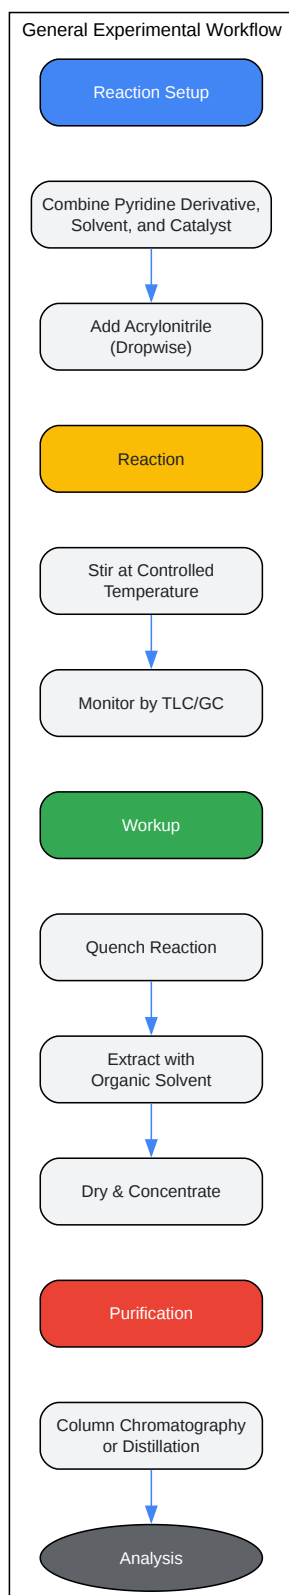 General Experimental Workflow
Reaction Setup
Combine Pyridine Derivative,
Solvent, and Catalyst
Add Acrylonitrile
(Dropwise)
Reaction
Stir at Controlled
Temperature
Monitor by TLC/GC
Workup
Quench Reaction
Extract with
Organic Solvent
Dry & Concentrate
Purification
Column Chromatography
or Distillation
Analysis